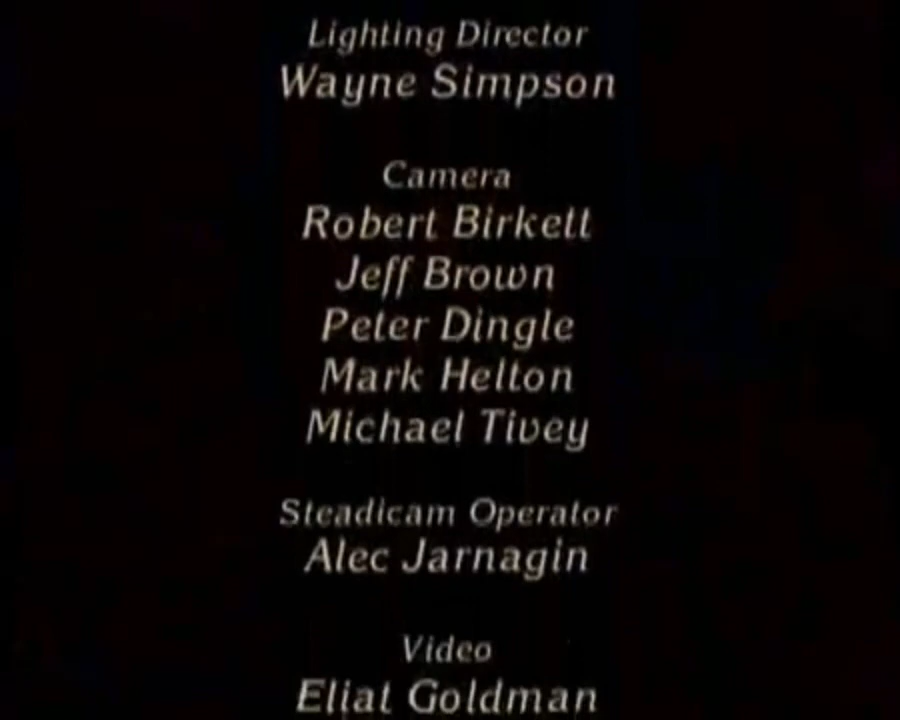 Lighting Director
Wayne Simpson
Camera
Robert Birkett
Jeff Brown
Peter Dingle
Mark Helton
Michael Tivey
Steadicam Operator
Alec Jarnagin
Video
Eliat Goldman